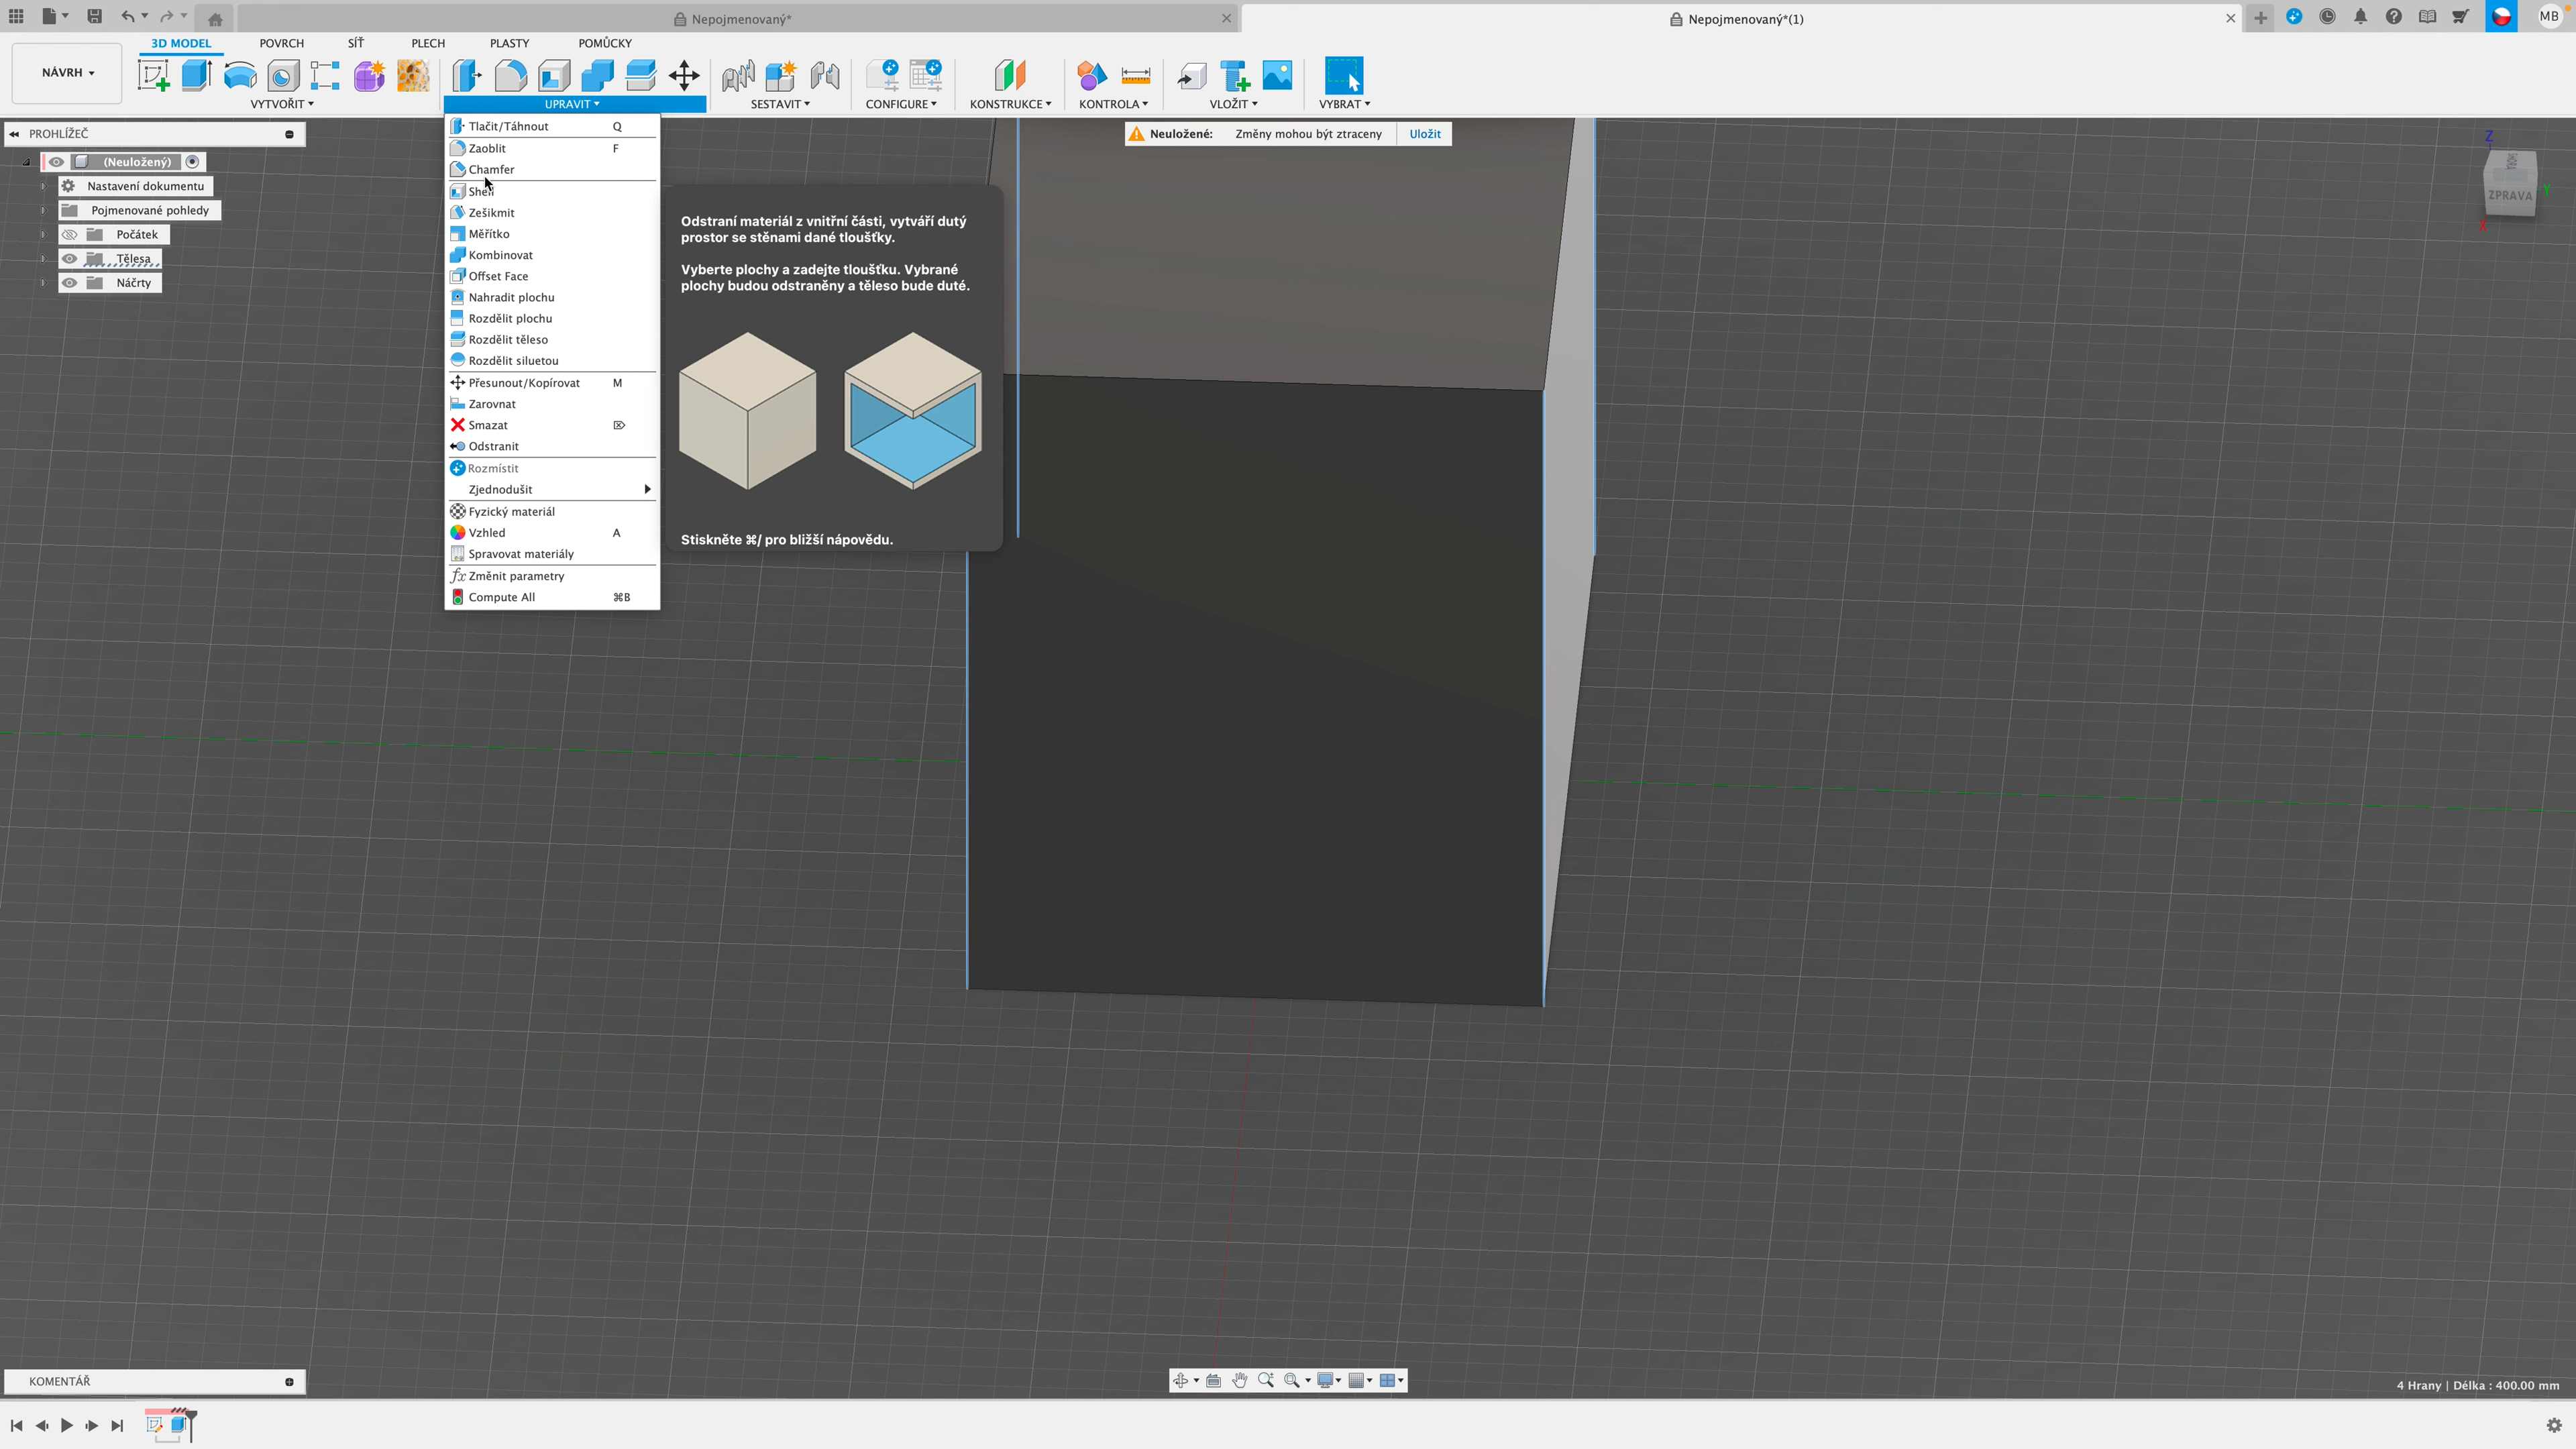 Nepojmenovaný*
Nepojmenovaný*(1)
MB
3D MODEL
POVRCH
SÍŤ
PLECH
PLASTY
POMŮCKY
NÁVRH
VYTVOŘIT
UPRAVIT
SESTAVIT
CONFIGURE
KONSTRUKCE
KONTROLA
VLOŽIT
VYBRAT
PROHLÍŽEČ
(Neuložený)
Nastavení dokumentu
Pojmenované pohledy
Počátek
Tělesa
Náčrty
Tlačit/Táhnout Q
Zaoblit F
Chamfer
Shell
Zešikmit
Měřítko
Kombinovat
Offset Face
Nahradit plochu
Rozdělit plochu
Rozdělit těleso
Rozdělit siluetou
Přesunout/Kopírovat M
Zarovnat
Smazat ⌦
Odstranit
Rozmístit
Zjednodušit
Fyzický materiál
Vzhled A
Spravovat materiály
Změnit parametry
Compute All ⌘B
Odstraní materiál z vnitřní části, vytváří dutý
prostor se stěnami dané tloušťky.
Vyberte plochy a zadejte tloušťku. Vybrané
plochy budou odstraněny a těleso bude duté.
Stiskněte ⌘/ pro bližší nápovědu.
Neuložené: Změny mohou být ztraceny Uložit
Z
ZPRAVA
Y
X
KOMENTÁŘ
4 Hrany | Délka : 400.00 mm